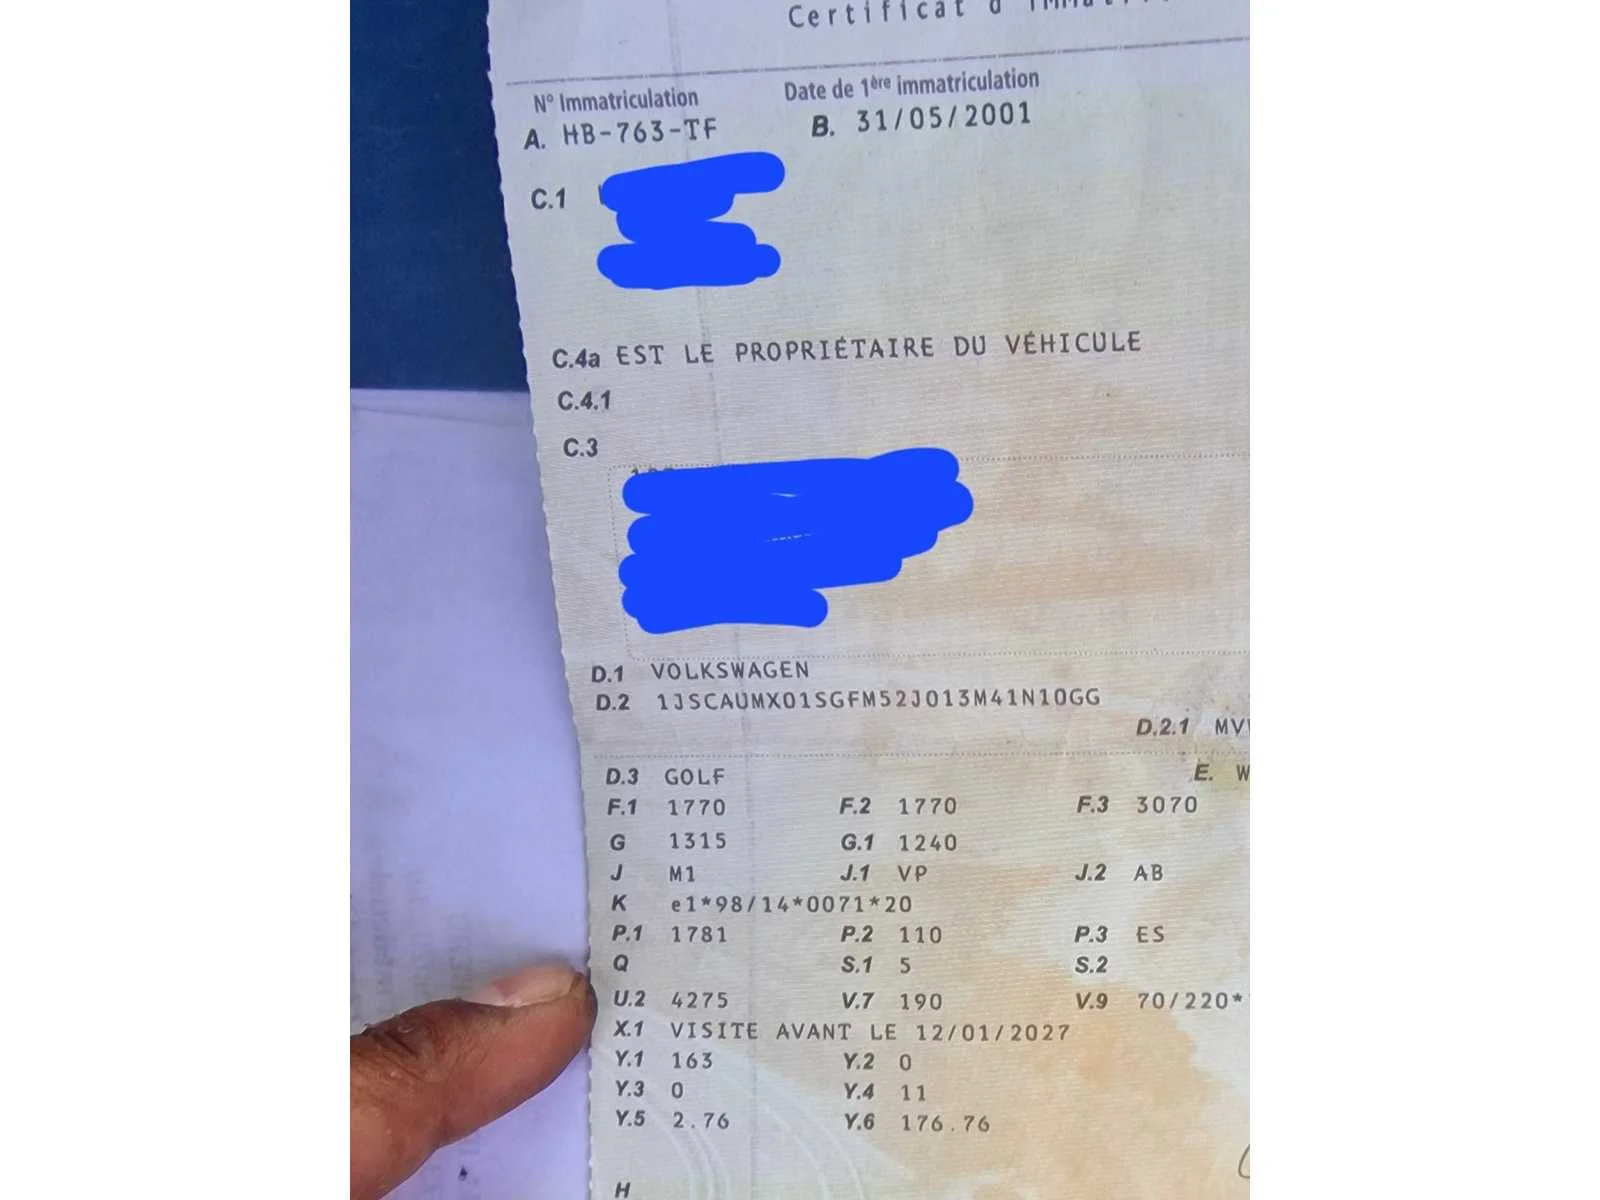 Certificat d'
N° Immatriculation Date de 1ère immatriculation
A. HB-763-TF B. 31/05/2001
C.1
C.4a EST LE PROPRIÉTAIRE DU VÉHICULE
C.4.1
C.3
D.1 VOLKSWAGEN
D.2 1JSCAUMX01SGFM52J013M41N10GG
D.2.1
D.3 GOLF E.
F.1 1770 F.2 1770 F.3 3070
G 1315 G.1 1240
J M1 J.1 VP J.2 AB
K e1*98/14*0071*20
P.1 1781 P.2 110 P.3 ES
Q S.1 5 S.2
U.2 4275 V.7 190 V.9 70/220*
X.1 VISITE AVANT LE 12/01/2027
Y.1 163 Y.2 0
Y.3 0 Y.4 11
Y.5 2.76 Y.6 176.76
H